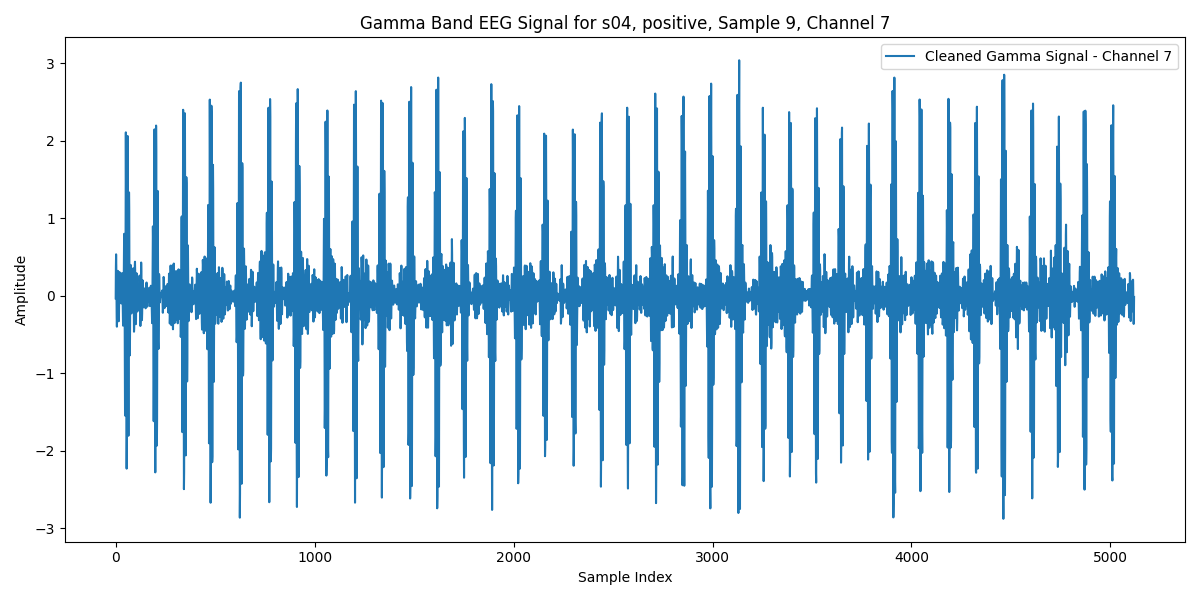 Gamma Band EEG Signal for s04, positive, Sample 9, Channel 7
Cleaned Gamma Signal - Channel 7
Amplitude
3
2
1
0
−1
−2
−3
0 1000 2000 3000 4000 5000
Sample Index